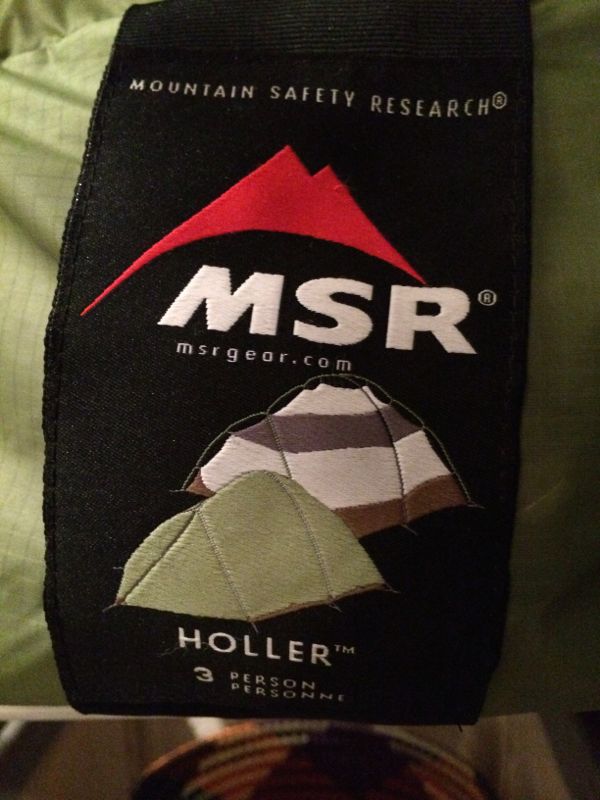 MOUNTAIN SAFETY RESEARCH®
MSR®
msrgear.com
HOLLER™
3 PERSON
PERSONNE